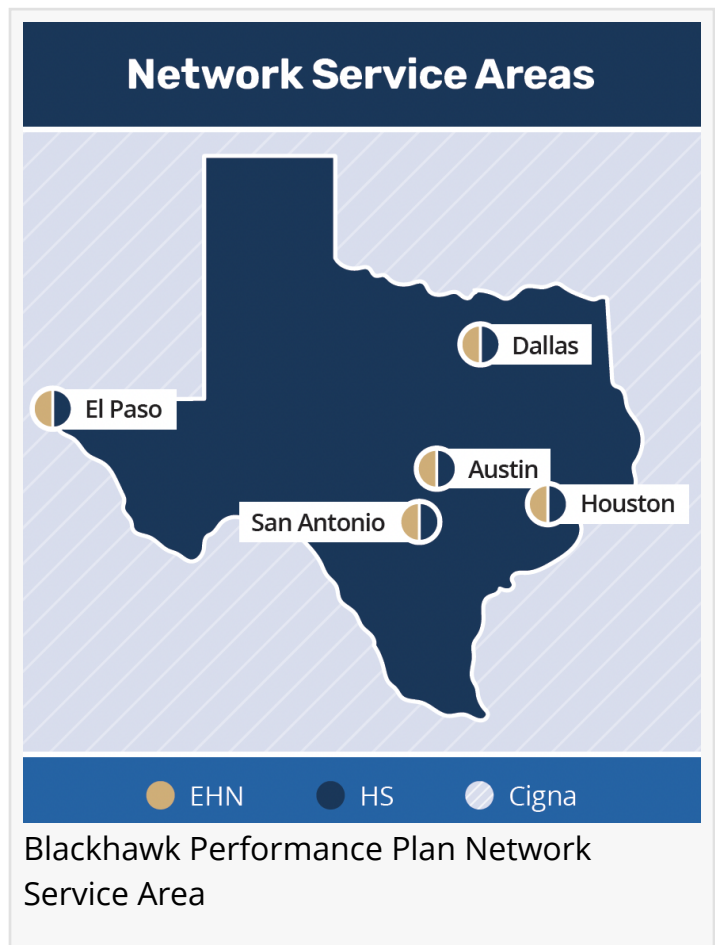 Network Service Areas
Dallas
El Paso
Austin
Houston
San Antonio
EHN
HS
Cigna
Blackhawk Performance Plan Network
Service Area